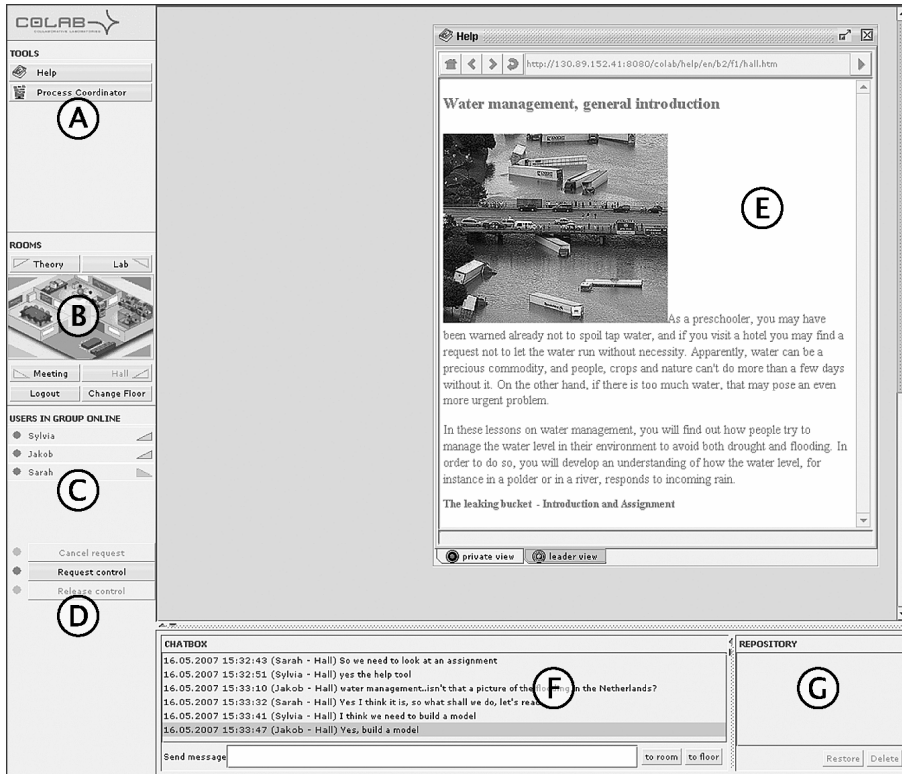 COLAB
COLLABORATIVE LABORATORIES
TOOLS
Help
Process Coordinator
A
ROOMS
Theory Lab
B
Meeting Hall
Logout Change Floor
USERS IN GROUP ONLINE
Sylvia
Jakob
Sarah
C
Cancel request
Request control
Release control
D
Help
http://130.89.152.41:8080/colab/help/en/b2/f1/hall.htm
Water management, general introduction
E
As a preschooler, you may have
been warned already not to spoil tap water, and if you visit a hotel you may find a
request not to let the water run without necessity. Apparently, water can be a
precious commodity, and people, crops and nature can't do more than a few days
without it. On the other hand, if there is too much water, that may pose an even
more urgent problem.
In these lessons on water management, you will find out how people try to
manage the water level in their environment to avoid both drought and flooding. In
order to do so, you will develop an understanding of how the water level, for
instance in a polder or in a river, responds to incoming rain.
The leaking bucket - Introduction and Assignment
private view leader view
CHATBOX
16.05.2007 15:32:43 (Sarah - Hall) So we need to look at an assignment
16.05.2007 15:32:51 (Sylvia - Hall) yes the help tool
16.05.2007 15:33:10 (Jakob - Hall) water management..isn't that a picture of the flooding in the Netherlands?
16.05.2007 15:33:32 (Sarah - Hall) Yes I think it is, so what shall we do, let's read
16.05.2007 15:33:41 (Sylvia - Hall) I think we need to build a model
16.05.2007 15:33:47 (Jakob - Hall) Yes, build a model
F
Send message to room to floor
REPOSITORY
G
Restore Delete